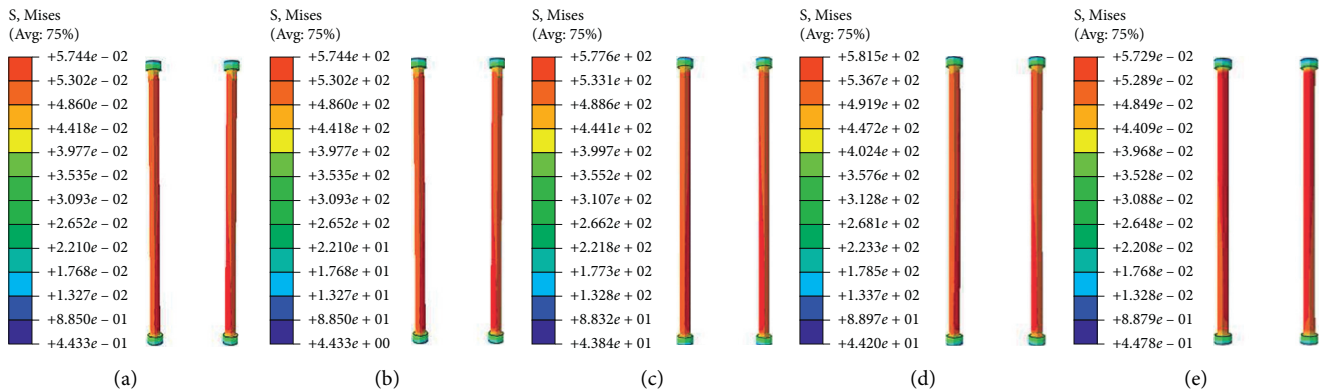 S, Mises
(Avg: 75%)
+5.744e – 02
+5.302e – 02
+4.860e – 02
+4.418e – 02
+3.977e – 02
+3.535e – 02
+3.093e – 02
+2.652e – 02
+2.210e – 02
+1.768e – 02
+1.327e – 02
+8.850e – 01
+4.433e – 01
(a)
S, Mises
(Avg: 75%)
+5.744e + 02
+5.302e + 02
+4.860e + 02
+4.418e + 02
+3.977e + 02
+3.535e + 02
+3.093e + 02
+2.652e + 02
+2.210e + 01
+1.768e + 01
+1.327e + 01
+8.850e + 01
+4.433e + 00
(b)
S, Mises
(Avg: 75%)
+5.776e + 02
+5.331e + 02
+4.886e + 02
+4.441e + 02
+3.997e + 02
+3.552e + 02
+3.107e + 02
+2.662e + 02
+2.218e + 02
+1.773e + 02
+1.328e + 02
+8.832e + 01
+4.384e + 01
(c)
S, Mises
(Avg: 75%)
+5.815e + 02
+5.367e + 02
+4.919e + 02
+4.472e + 02
+4.024e + 02
+3.576e + 02
+3.128e + 02
+2.681e + 02
+2.233e + 02
+1.785e + 02
+1.337e + 02
+8.897e + 01
+4.420e + 01
(d)
S, Mises
(Avg: 75%)
+5.729e – 02
+5.289e – 02
+4.849e – 02
+4.409e – 02
+3.968e – 02
+3.528e – 02
+3.088e – 02
+2.648e – 02
+2.208e – 02
+1.768e – 02
+1.328e – 02
+8.879e – 01
+4.478e – 01
(e)